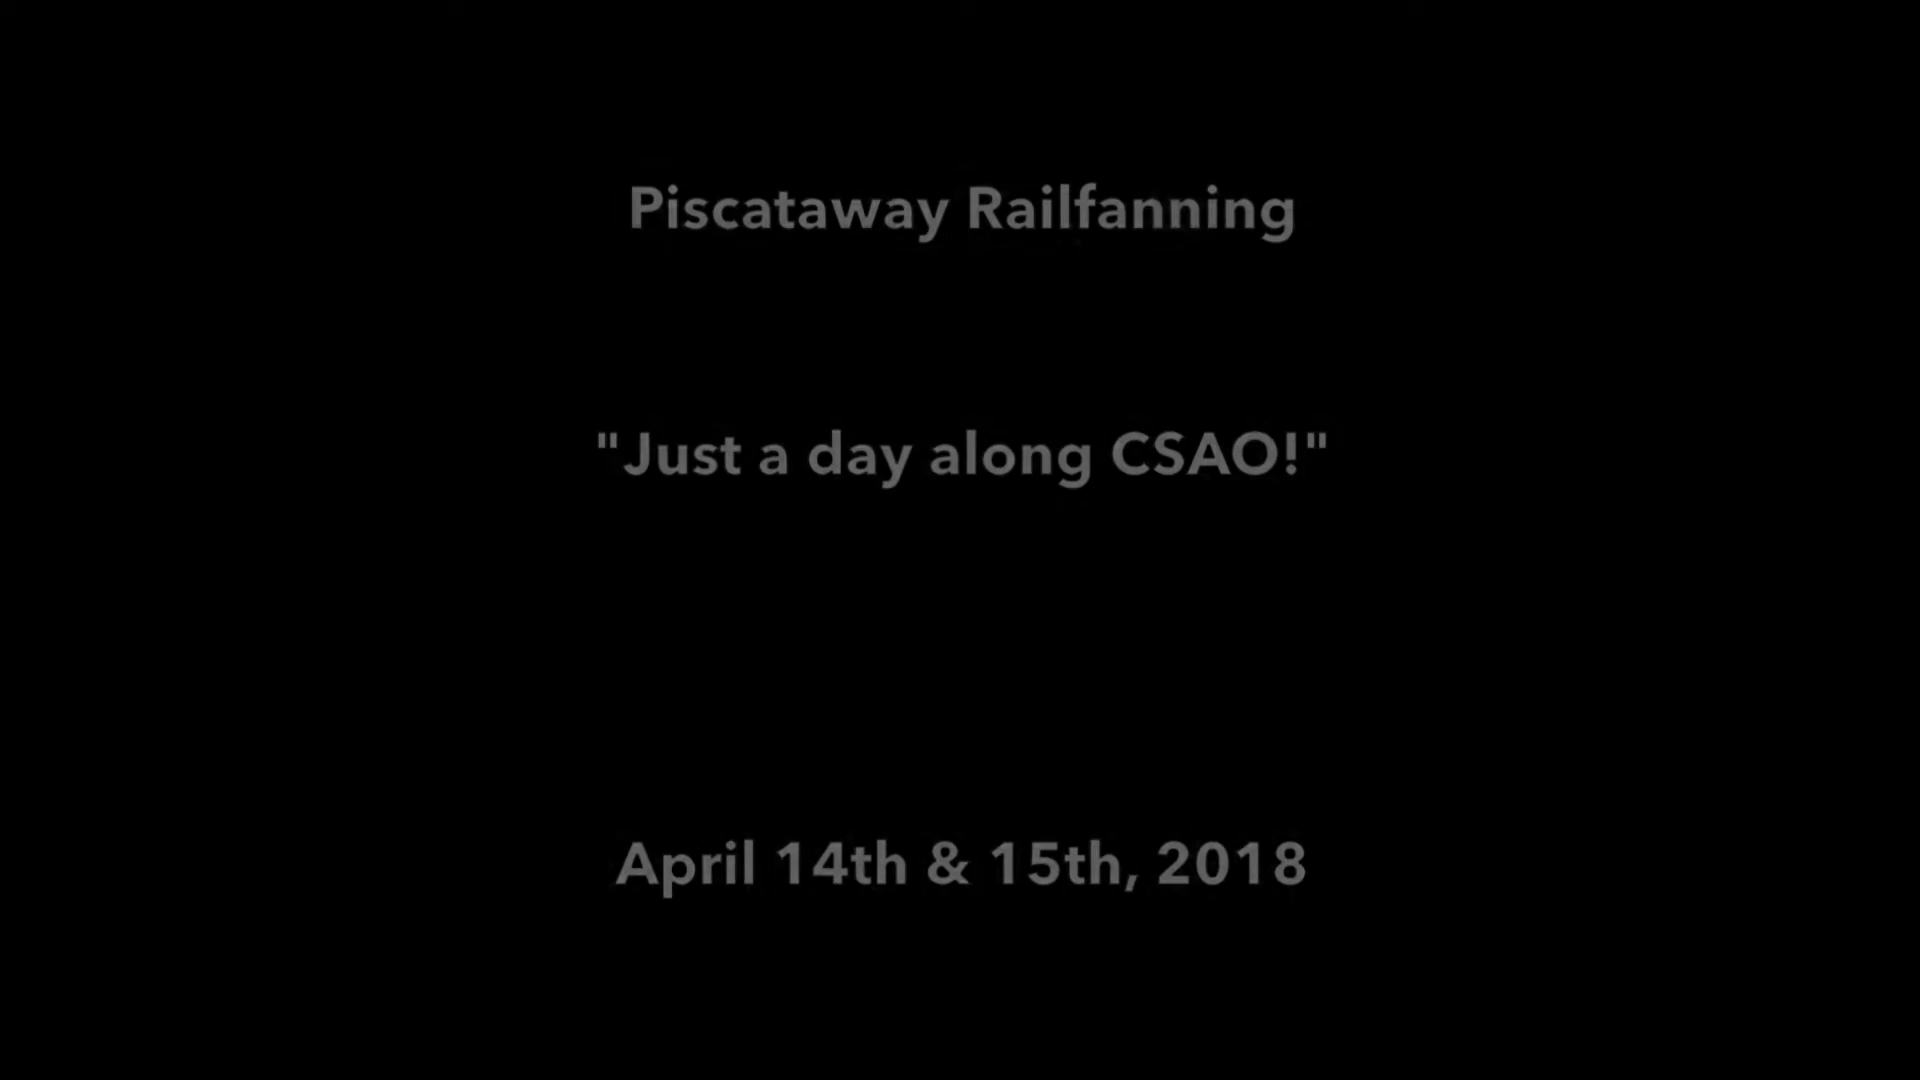 Piscataway Railfanning
"Just a day along CSAO!"
April 14th & 15th, 2018